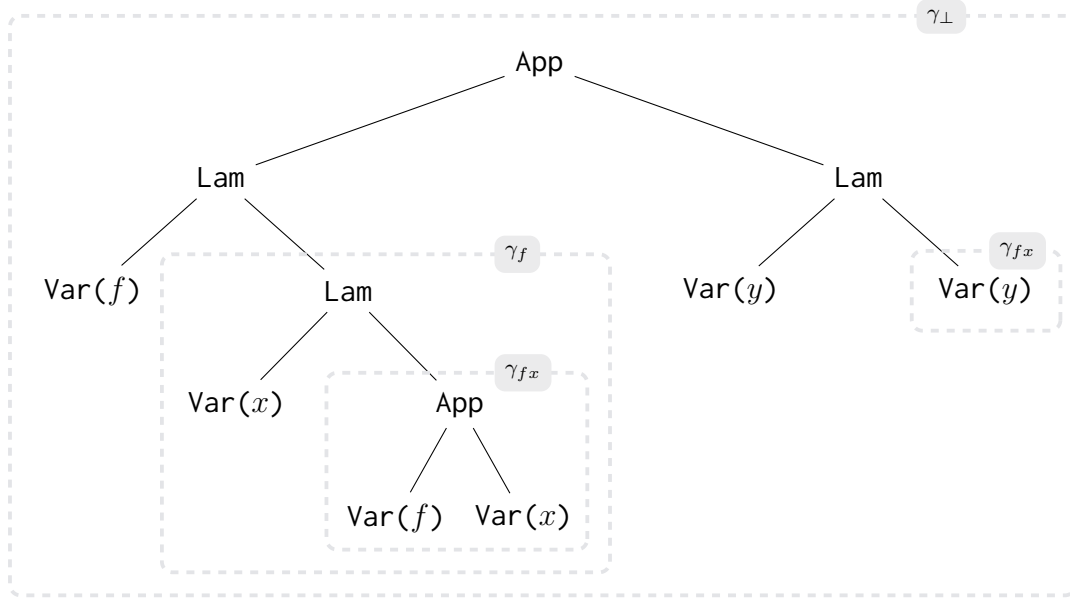 γ⊥
App
Lam Lam
γf γfx
Var(f) Lam Var(y) Var(y)
γfx
Var(x) App
Var(f) Var(x)